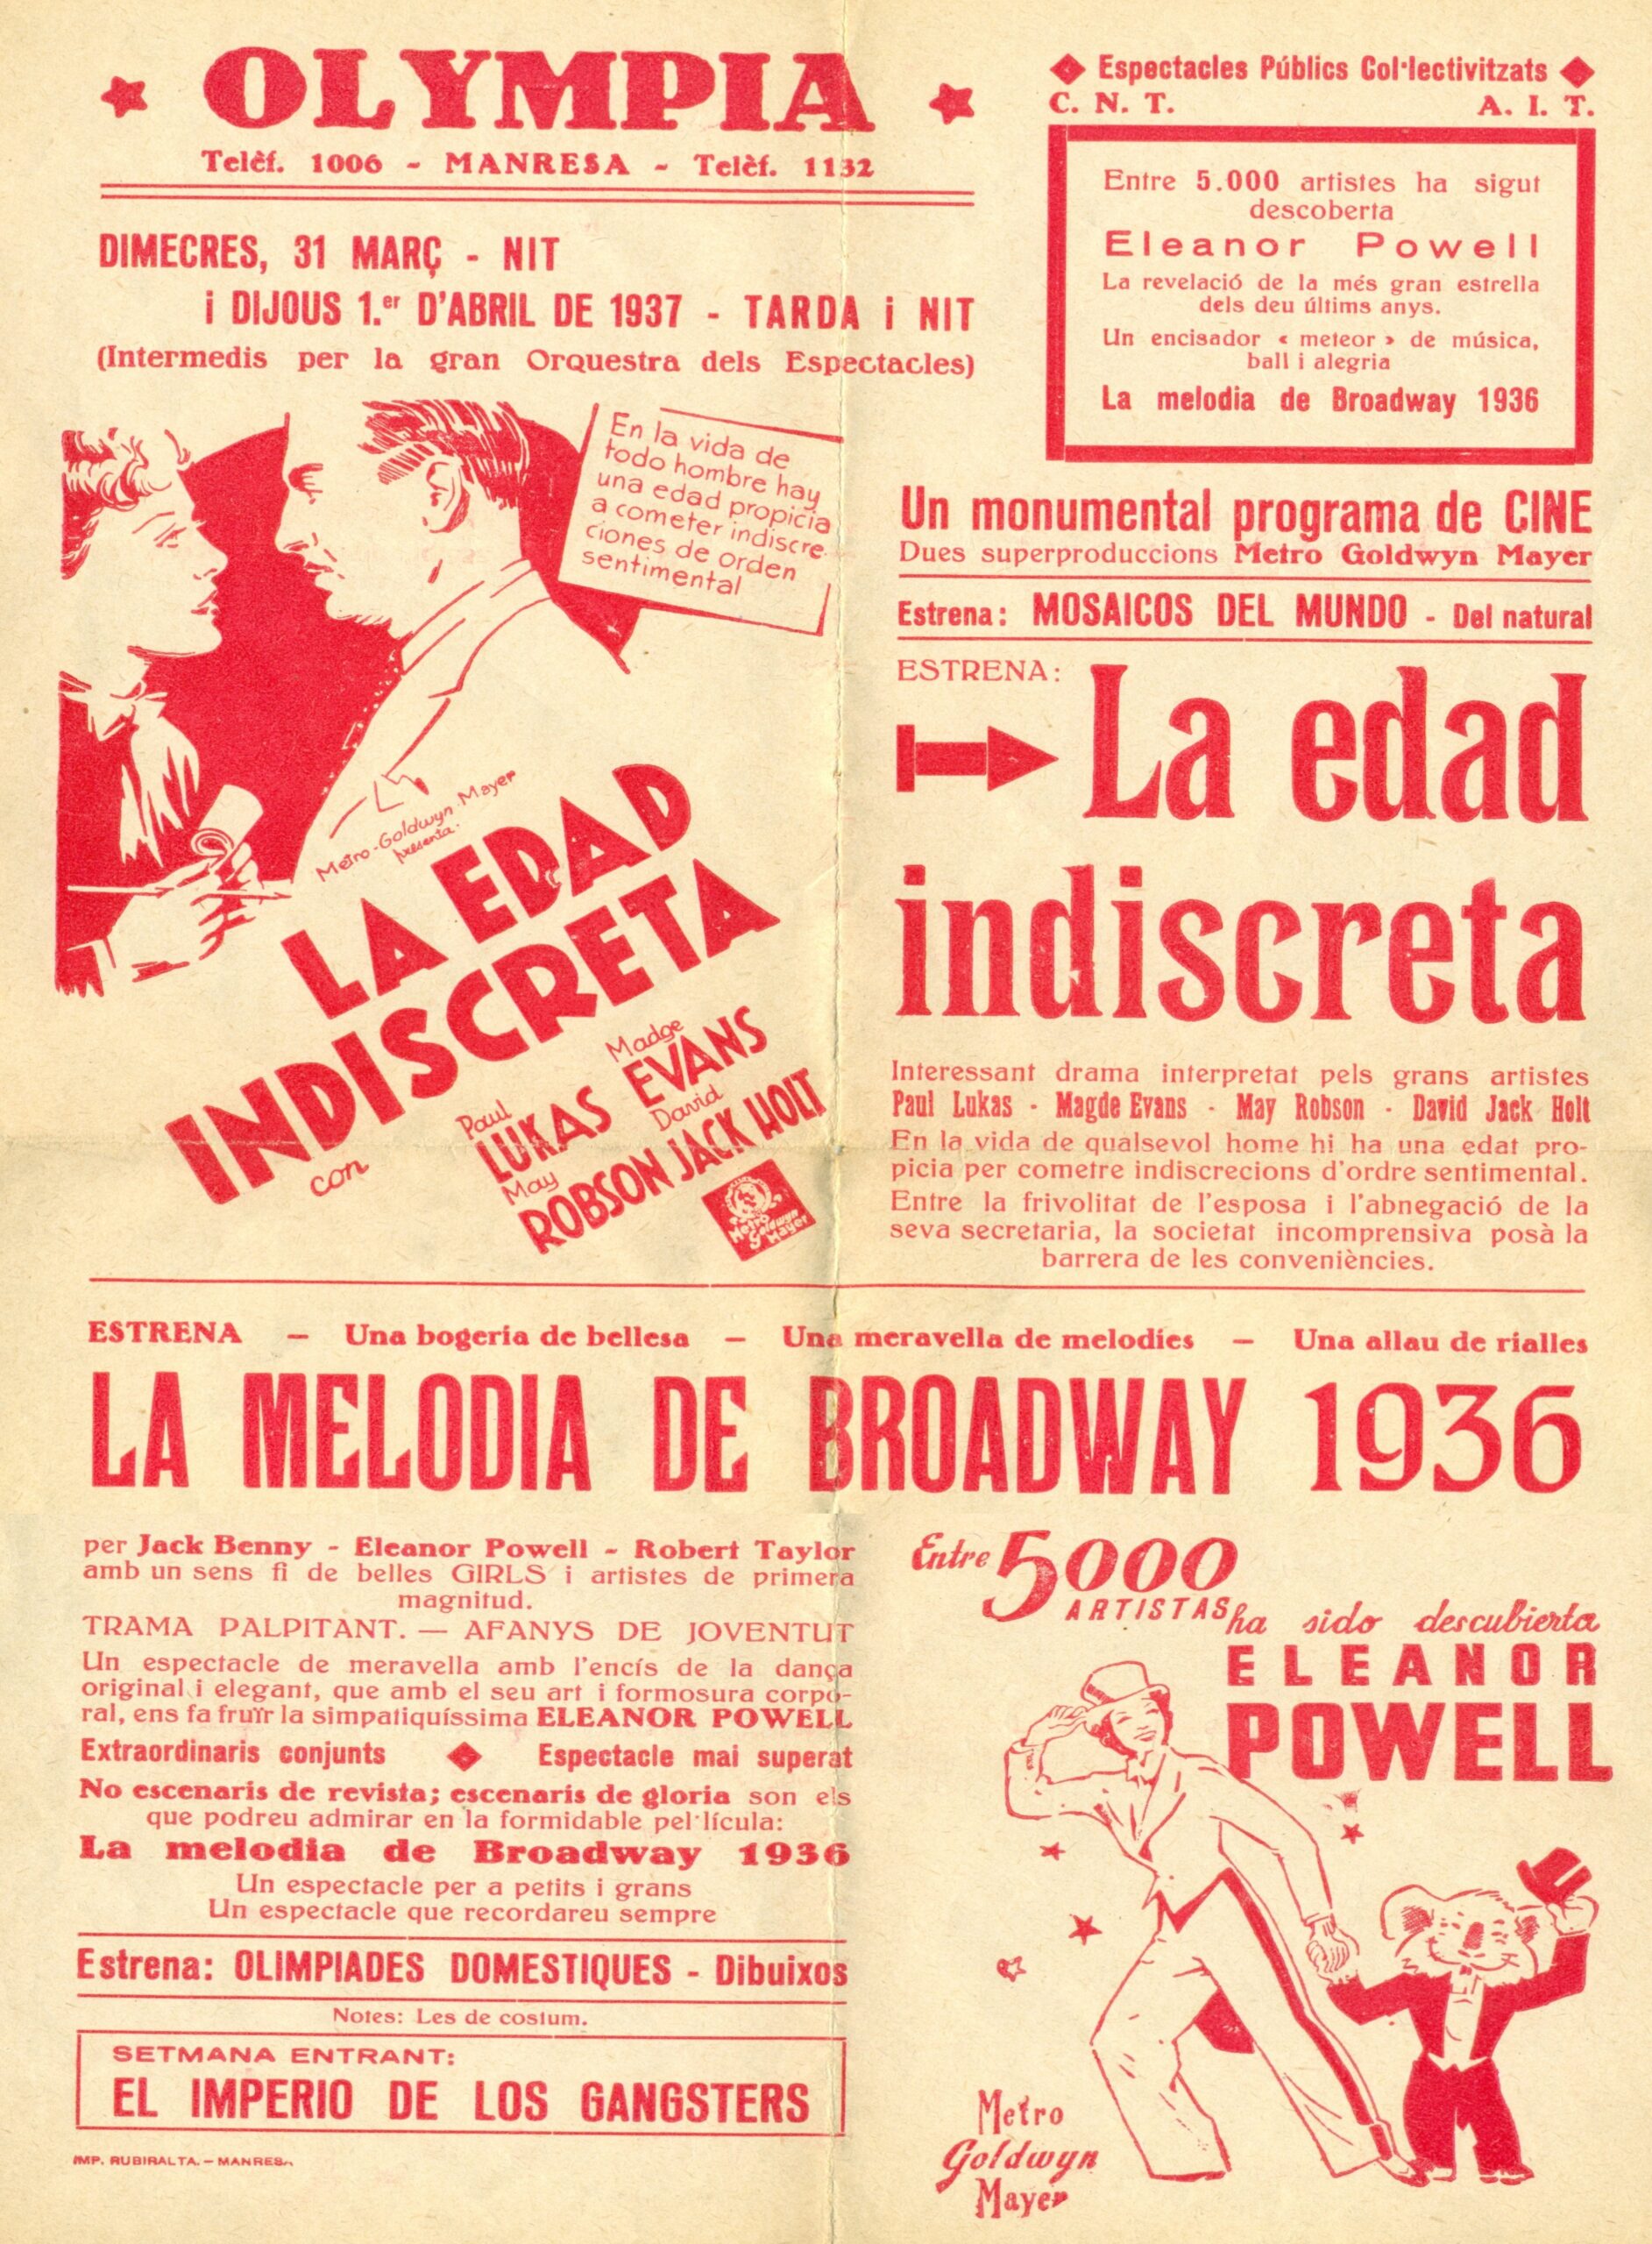 OLYMPIA
Telèf. 1006 - MANRESA - Telèf. 1132
DIMECRES, 31 MARÇ - NIT
i DIJOUS 1.er D'ABRIL DE 1937 - TARDA i NIT
(Intermedis per la gran Orquestra dels Espectacles)
Espectacles Públics Col·lectivitzats
C. N. T. A. I. T.
Entre 5.000 artistes ha sigut
descoberta
Eleanor Powell
La revelació de la més gran estrella
dels deu últims anys.
Un encisador « meteor » de música,
ball i alegria
La melodia de Broadway 1936
En la vida de
todo hombre hay
una edad propicia
a cometer indiscre-
ciones de orden
sentimental
Metro-Goldwyn-Mayer
presenta.
LA EDAD
INDISCRETA
con
Paul
LUKAS
Madge
EVANS
May
ROBSON
David
JACK HOLT
Metro
Goldwyn
Mayer
Un monumental programa de CINE
Dues superproduccions Metro Goldwyn Mayer
Estrena: MOSAICOS DEL MUNDO - Del natural
ESTRENA:
La edad
indiscreta
Interessant drama interpretat pels grans artistes
Paul Lukas - Magde Evans - May Robson - David Jack Holt
En la vida de qualsevol home hi ha una edat pro-
picia per cometre indiscrecions d'ordre sentimental.
Entre la frivolitat de l'esposa i l'abnegació de la
seva secretaria, la societat incomprensiva posà la
barrera de les conveniències.
ESTRENA — Una bogeria de bellesa — Una meravella de melodies — Una allau de rialles
LA MELODIA DE BROADWAY 1936
per Jack Benny - Eleanor Powell - Robert Taylor
amb un sens fi de belles GIRLS i artistes de primera
magnitud.
TRAMA PALPITANT. — AFANYS DE JOVENTUT
Un espectacle de meravella amb l'encís de la dança
original i elegant, que amb el seu art i formosura corpo-
ral, ens fa fruïr la simpatiquíssima ELEANOR POWELL
Extraordinaris conjunts Espectacle mai superat
No escenaris de revista; escenaris de gloria son els
que podreu admirar en la formidable pel·lícula:
La melodia de Broadway 1936
Un espectacle per a petits i grans
Un espectacle que recordareu sempre
Estrena: OLIMPIADES DOMESTIQUES - Dibuixos
Notes: Les de costum.
SETMANA ENTRANT:
EL IMPERIO DE LOS GANGSTERS
IMP. RUBIRALTA. - MANRESA
Entre 5000
ARTISTAS ha sido descubierta
ELEANOR
POWELL
Metro
Goldwyn
Mayer